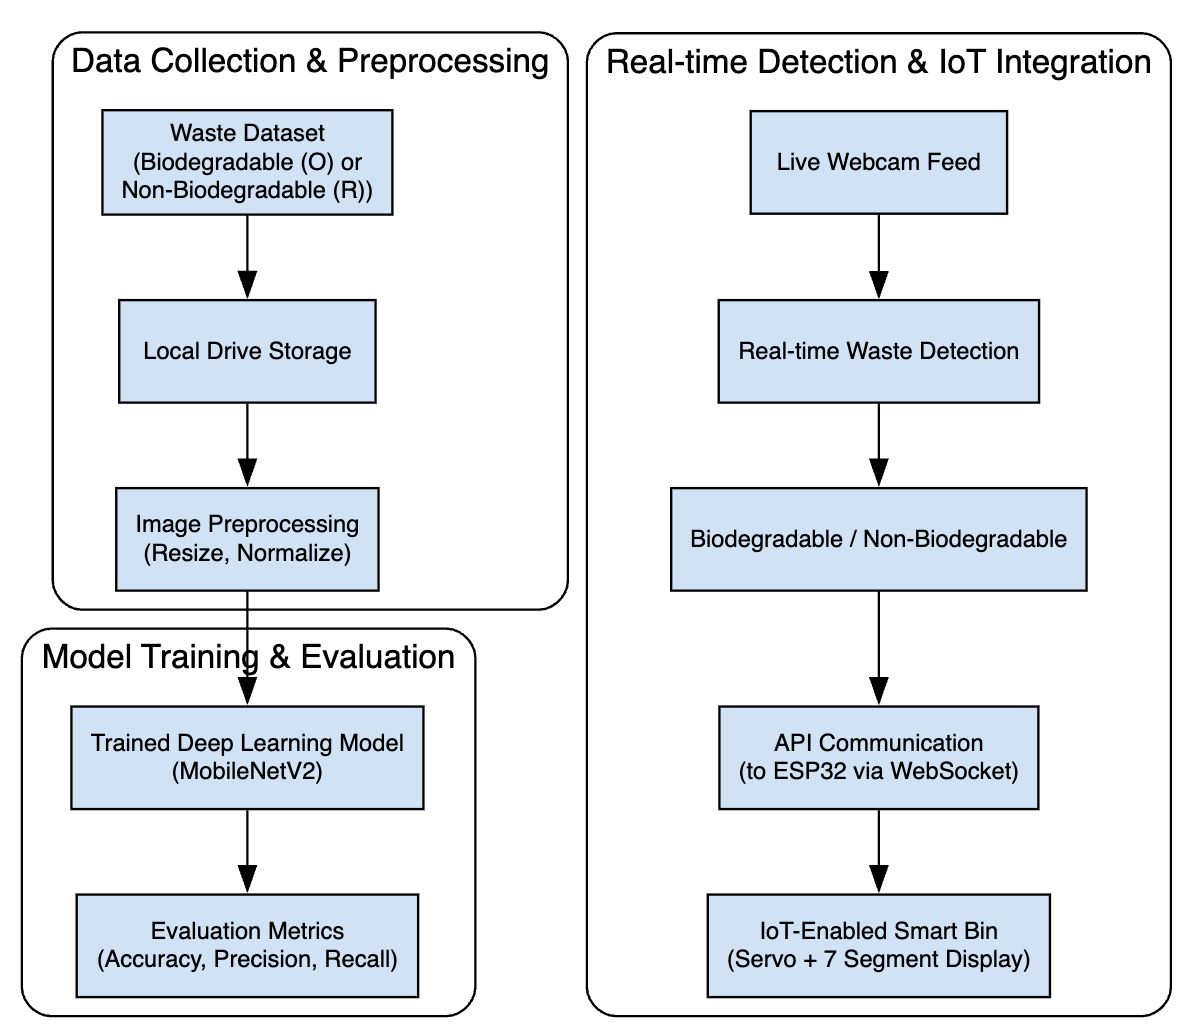 Data Collection & Preprocessing
Waste Dataset
(Biodegradable (O) or
Non-Biodegradable (R))
Local Drive Storage
Image Preprocessing
(Resize, Normalize)
Model Training & Evaluation
Trained Deep Learning Model
(MobileNetV2)
Evaluation Metrics
(Accuracy, Precision, Recall)
Real-time Detection & IoT Integration
Live Webcam Feed
Real-time Waste Detection
Biodegradable / Non-Biodegradable
API Communication
(to ESP32 via WebSocket)
IoT-Enabled Smart Bin
(Servo + 7 Segment Display)